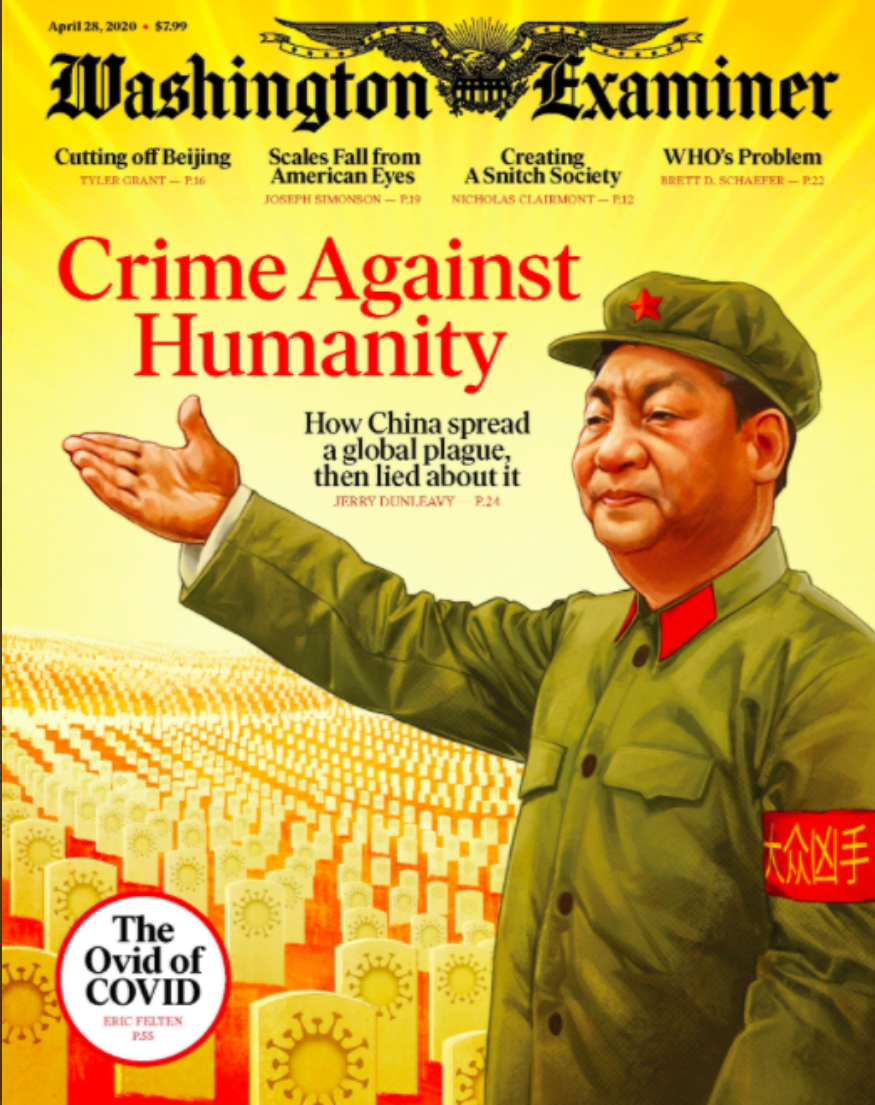 April 28, 2020 • $7.99
Washington Examiner
Cutting off Beijing
TYLER GRANT — P.16
Scales Fall from
American Eyes
JOSEPH SIMONSON — P.19
Creating
A Snitch Society
NICHOLAS CLAIRMONT — P.12
WHO's Problem
BRETT D. SCHAEFER — P.22
Crime Against
Humanity
How China spread
a global plague,
then lied about it
JERRY DUNLEAVY — P.24
大众凶手
The
Ovid of
COVID
ERIC FELTEN
P.55